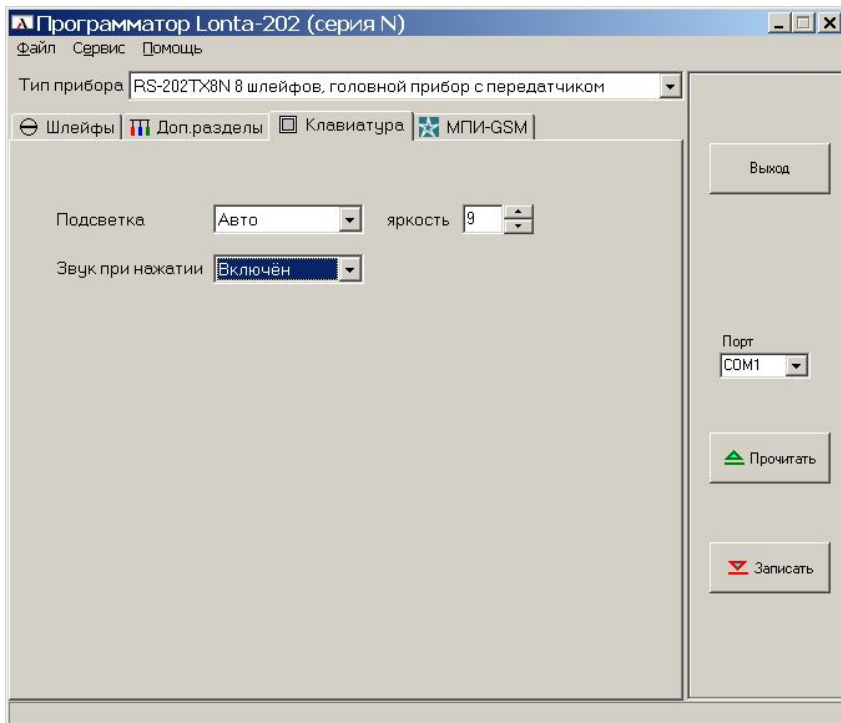 Программатор Lonta-202 (серия N)
Файл Сервис Помощь
Тип прибора RS-202TX8N 8 шлейфов, головной прибор с передатчиком
Шлейфы Доп.разделы Клавиатура МПИ-GSM
Выход
Подсветка Авто яркость 9
Звук при нажатии Включён
Порт
COM1
Прочитать
Записать